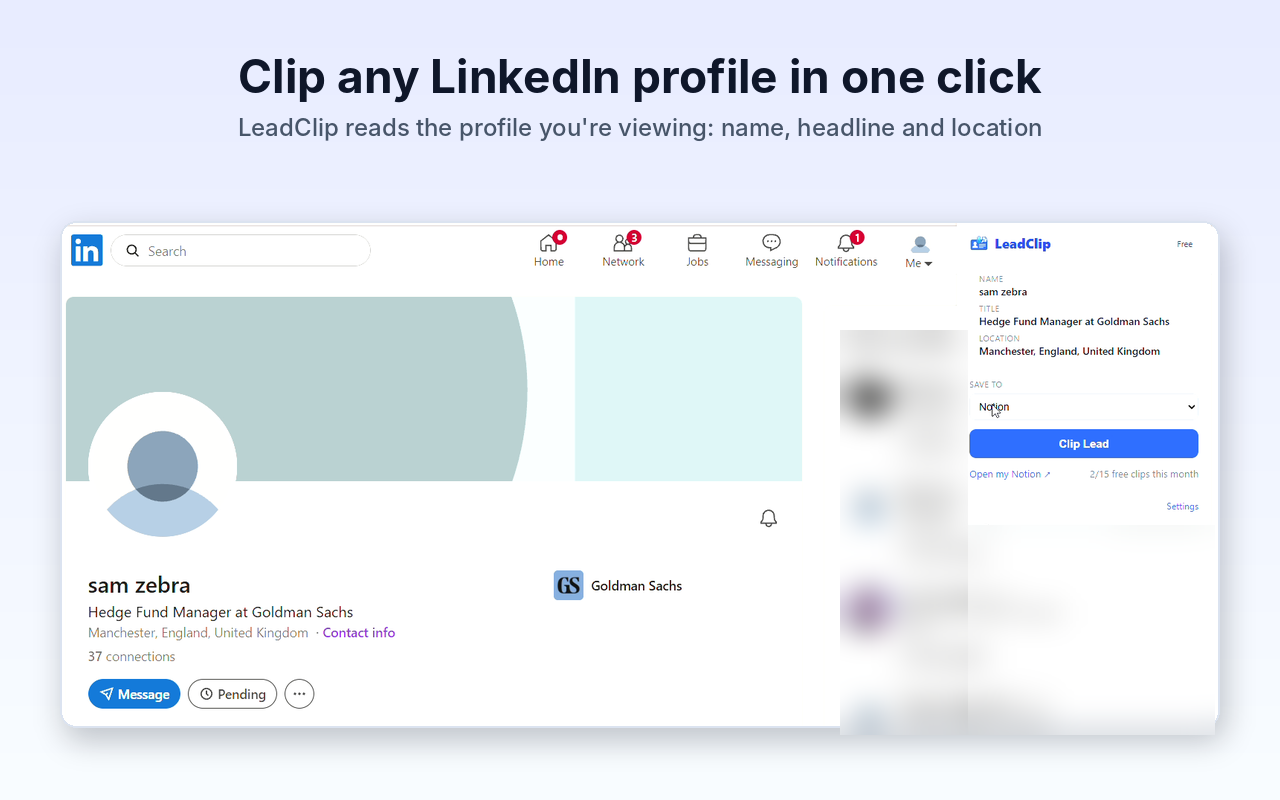 Clip any LinkedIn profile in one click
LeadClip reads the profile you're viewing: name, headline and location
in
Search
Home
3
Network
Jobs
Messaging
1
Notifications
Me
LeadClip
Free
NAME
sam zebra
TITLE
Hedge Fund Manager at Goldman Sachs
LOCATION
Manchester, England, United Kingdom
SAVE TO
Notion
Clip Lead
Open my Notion ↗
2/15 free clips this month
Settings
sam zebra
GS
Goldman Sachs
Hedge Fund Manager at Goldman Sachs
Manchester, England, United Kingdom · Contact info
37 connections
Message
Pending